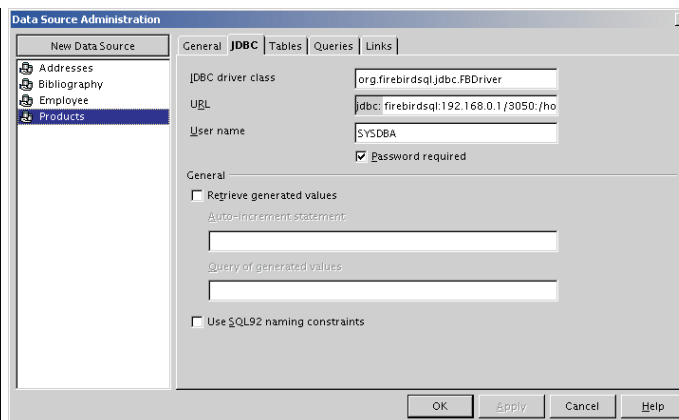 Data Source Administration
New Data Source
Addresses
Bibliography
Employee
Products
General JDBC Tables Queries Links
JDBC driver class
org.firebirdsql.jdbc.FBDriver
URL
jdbc: firebirdsql:192.168.0.1/3050:/ho
User name
SYSDBA
Password required
General
Retrieve generated values
Auto-increment statement
Query of generated values
Use SQL92 naming constraints
OK Apply Cancel Help